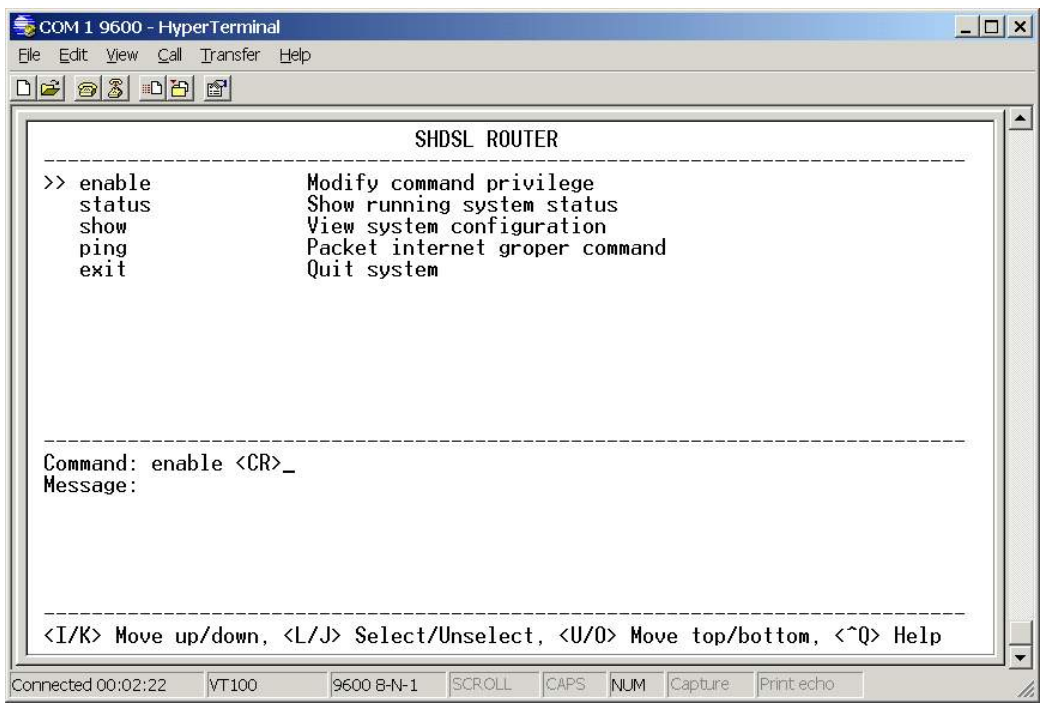 COM 1 9600 - HyperTerminal
File Edit View Call Transfer Help
SHDSL ROUTER
--------------------------------------------------------------------------------
>> enable Modify command privilege
status Show running system status
show View system configuration
ping Packet internet groper command
exit Quit system
--------------------------------------------------------------------------------
Command: enable <CR>_
Message:
--------------------------------------------------------------------------------
<I/K> Move up/down, <L/J> Select/Unselect, <U/O> Move top/bottom, <^Q> Help
Connected 00:02:22 VT100 9600 8-N-1 SCROLL CAPS NUM Capture Print echo